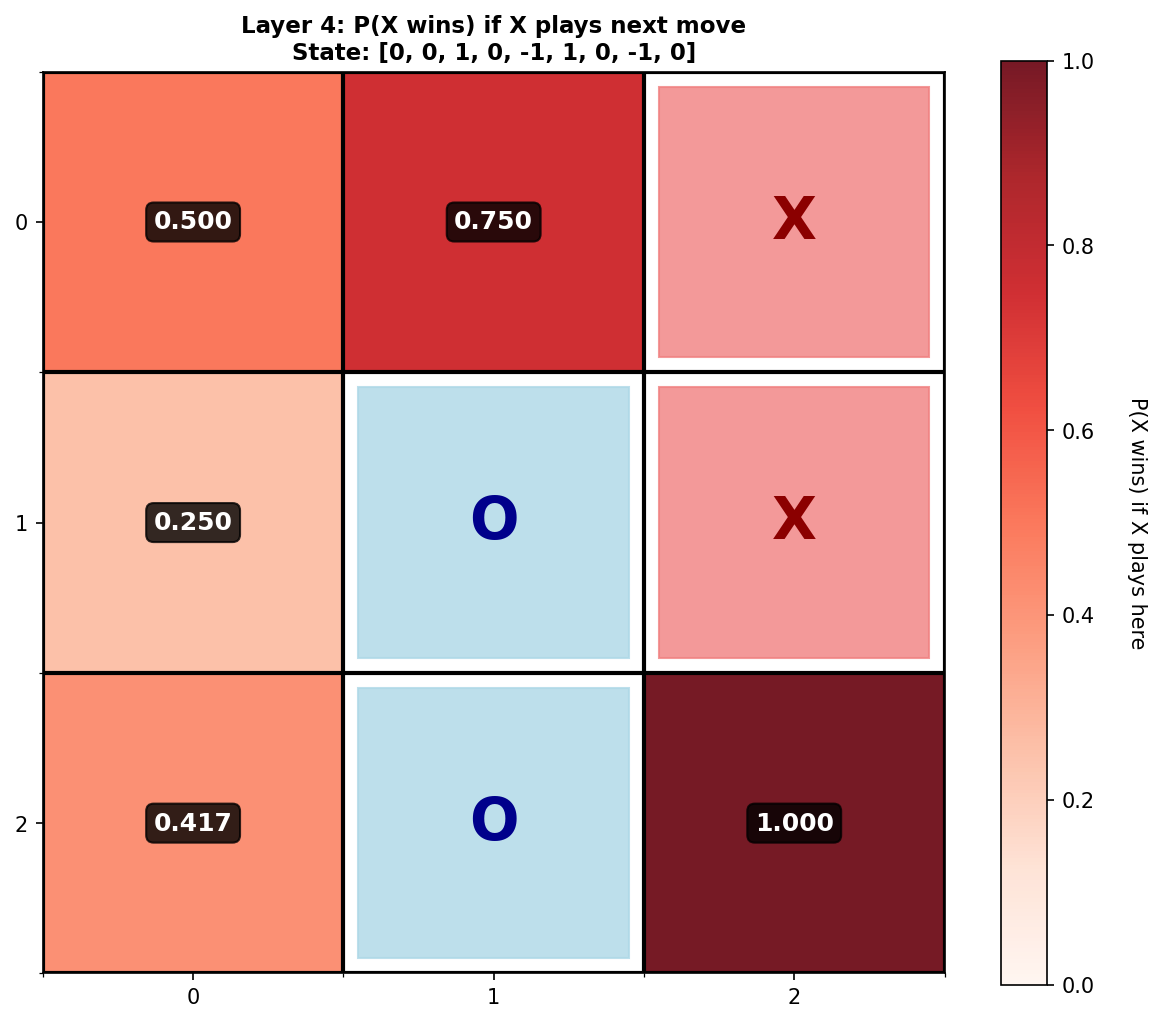 Layer 4: P(X wins) if X plays next move
State: [0, 0, 1, 0, -1, 1, 0, -1, 0]
0
0.500
0.750
X
1
0.250
O
X
2
0.417
O
1.000
0
1
2
1.0
0.8
0.6
0.4
0.2
0.0
P(X wins) if X plays here